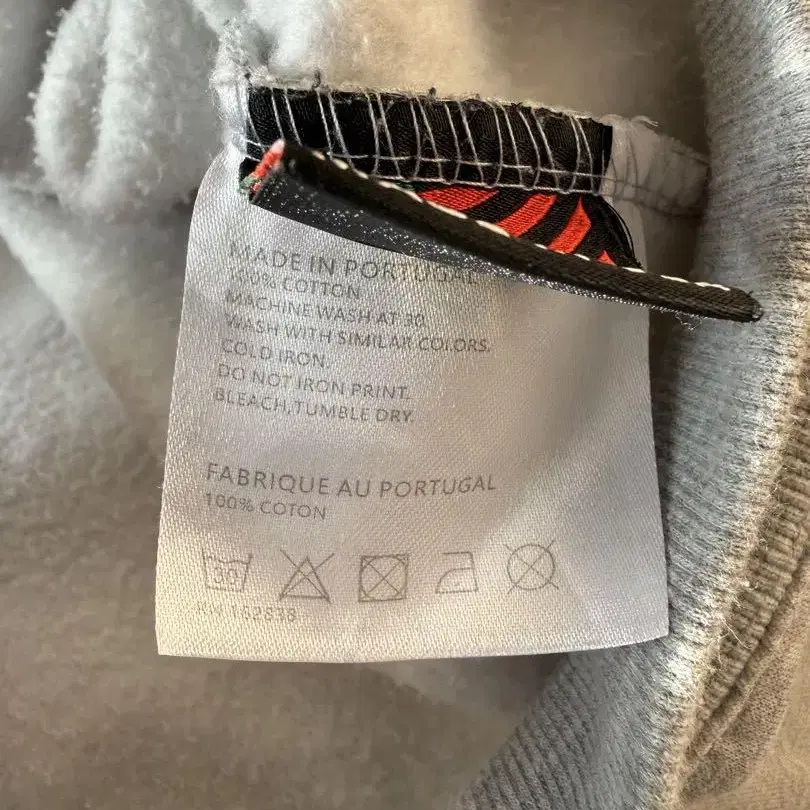 MADE IN PORTUGAL
100% COTTON
MACHINE WASH AT 30.
WASH WITH SIMILAR COLORS.
COLD IRON.
DO NOT IRON PRINT.
BLEACH,TUMBLE DRY.
FABRIQUE AU PORTUGAL
100% COTON
30
RN 152838